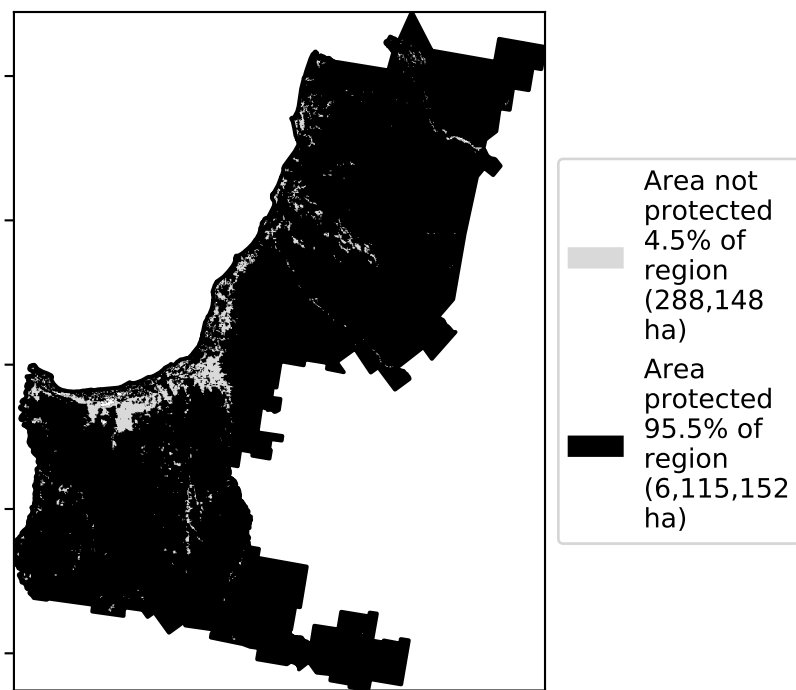 Area not
protected
4.5% of
region
(288,148
ha)
Area
protected
95.5% of
region
(6,115,152
ha)